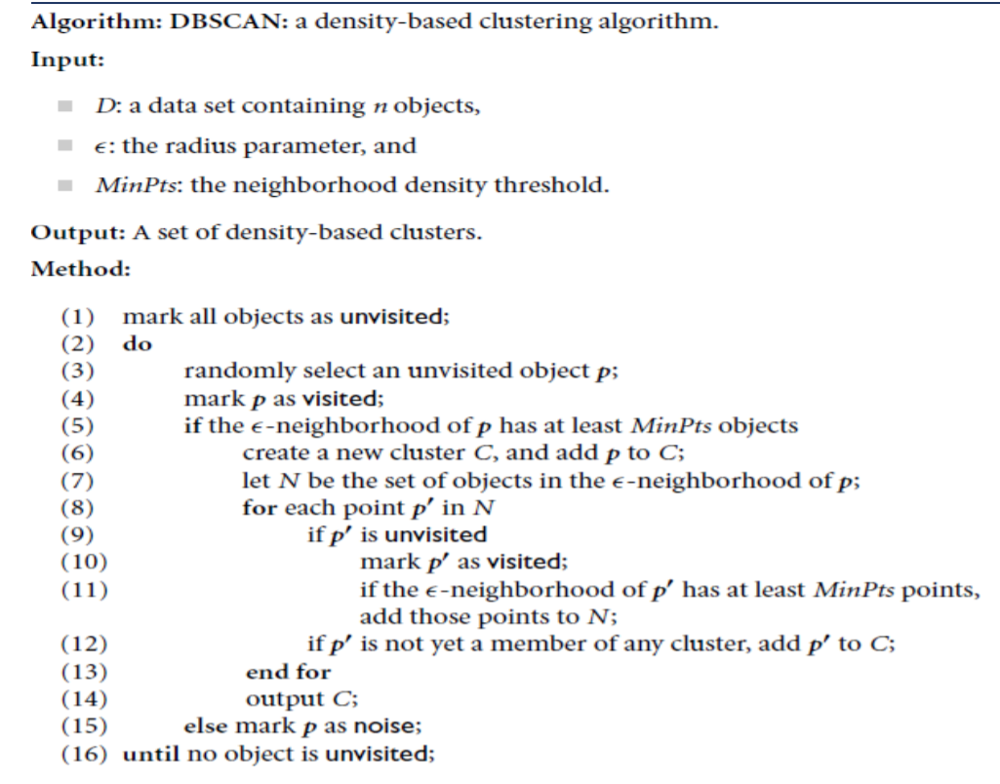 Algorithm: DBSCAN: a density-based clustering algorithm.
Input:
D: a data set containing n objects,
ϵ: the radius parameter, and
MinPts: the neighborhood density threshold.
Output: A set of density-based clusters.
Method:
(1) mark all objects as unvisited;
(2) do
(3) randomly select an unvisited object p;
(4) mark p as visited;
(5) if the ϵ-neighborhood of p has at least MinPts objects
(6) create a new cluster C, and add p to C;
(7) let N be the set of objects in the ϵ-neighborhood of p;
(8) for each point p′ in N
(9) if p′ is unvisited
(10) mark p′ as visited;
(11) if the ϵ-neighborhood of p′ has at least MinPts points,
add those points to N;
(12) if p′ is not yet a member of any cluster, add p′ to C;
(13) end for
(14) output C;
(15) else mark p as noise;
(16) until no object is unvisited;